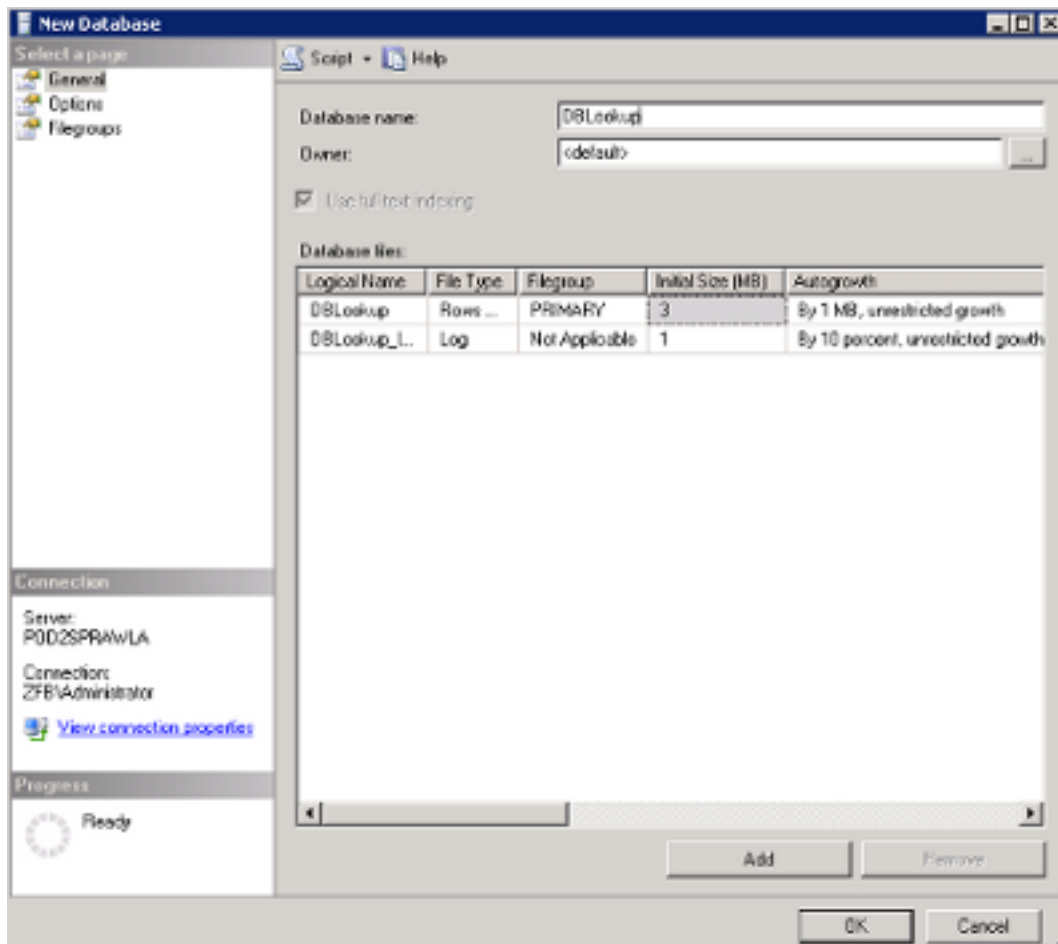 New Database
Select a page
General
Options
Filegroups
Script Help
Database name: DBLookup
Owner: <default> ...
Use full-text indexing
Database files:
Logical Name File Type Filegroup Initial Size (MB) Autogrowth
DBLookup Rows ... PRIMARY 3 By 1 MB, unrestricted growth
DBLookup_l... Log Not Applicable 1 By 10 percent, unrestricted growth
Connection
Server:
POD2SPRAWLA
Connection:
ZFB\Administrator
View connection properties
Progress
Ready
Add Remove
OK Cancel